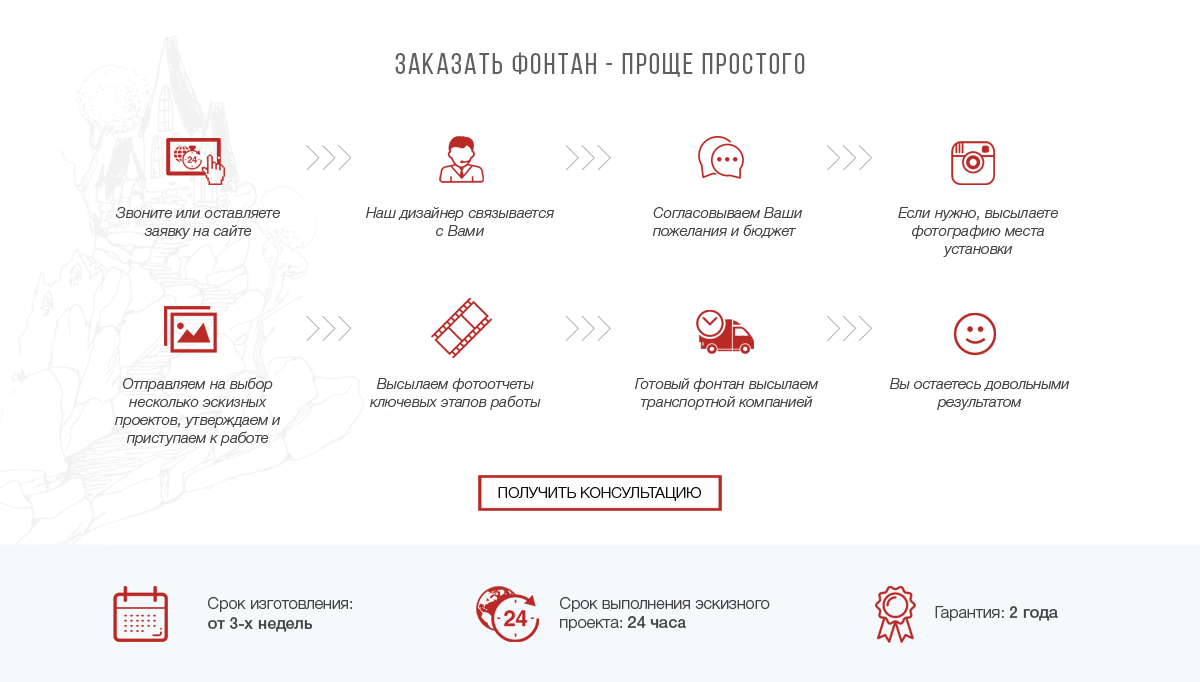 ЗАКАЗАТЬ ФОНТАН - ПРОЩЕ ПРОСТОГО
24
Звоните или оставляете
заявку на сайте
Наш дизайнер связывается
с Вами
Согласовываем Ваши
пожелания и бюджет
Если нужно, высылаете
фотографию места
установки
Отправляем на выбор
несколько эскизных
проектов, утверждаем и
приступаем к работе
Высылаем фотоотчеты
ключевых этапов работы
Готовый фонтан высылаем
транспортной компанией
Вы остаетесь довольными
результатом
ПОЛУЧИТЬ КОНСУЛЬТАЦИЮ
Срок изготовления:
от 3-х недель
24
Срок выполнения эскизного
проекта: 24 часа
Гарантия: 2 года